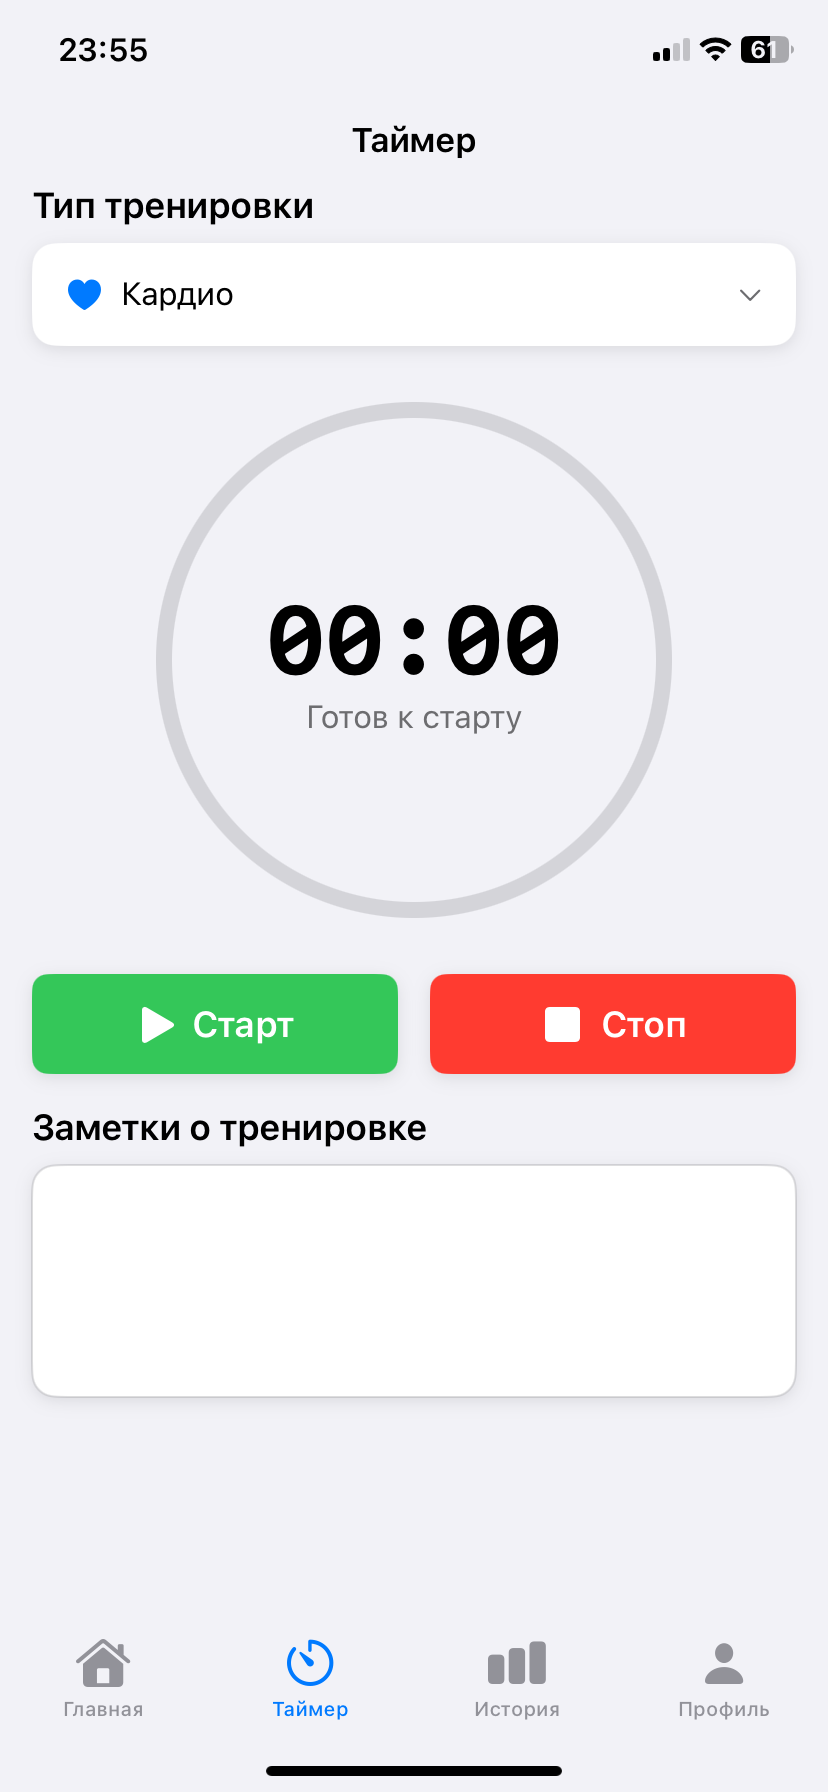 23:55
61
Таймер
Тип тренировки
Кардио
00:00
Готов к старту
Старт
Стоп
Заметки о тренировке
Главная
Таймер
История
Профиль